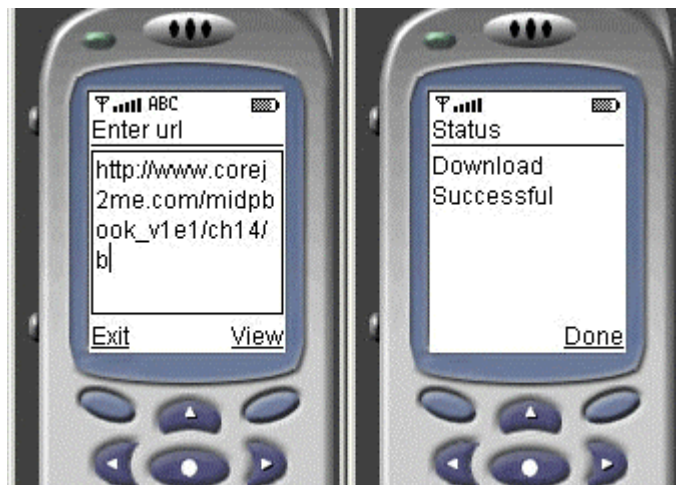 ABC
Enter url
http://www.corej
2me.com/midpb
ook_v1e1/ch14/
b
Exit View
Status
Download
Successful
Done